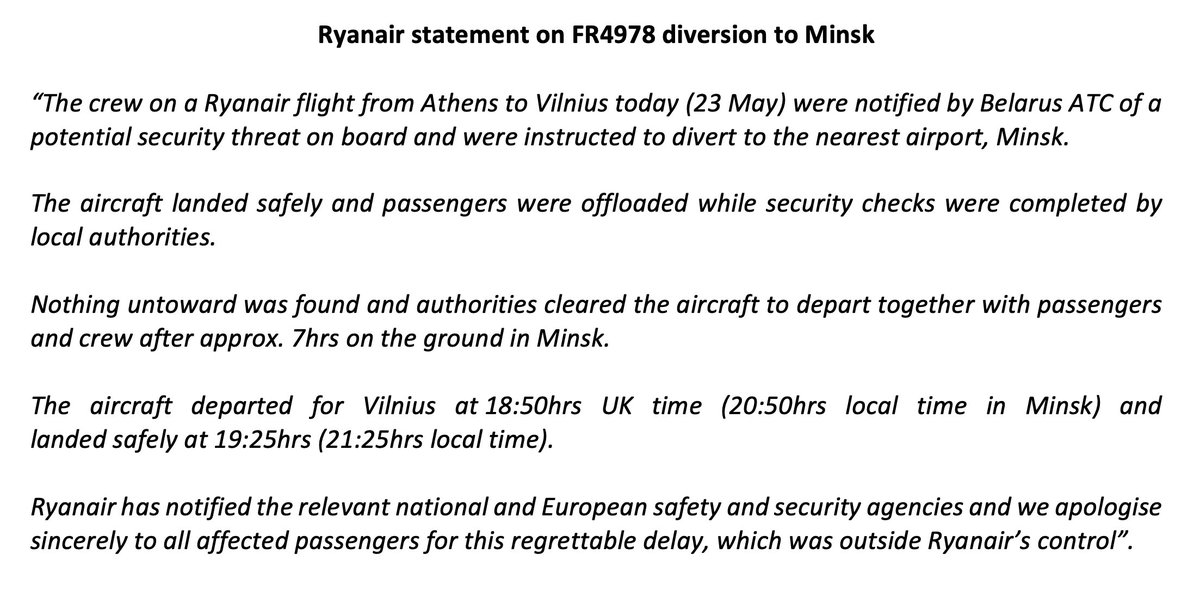 Ryanair statement on FR4978 diversion to Minsk
“The crew on a Ryanair flight from Athens to Vilnius today (23 May) were notified by Belarus ATC of a
potential security threat on board and were instructed to divert to the nearest airport, Minsk.
The aircraft landed safely and passengers were offloaded while security checks were completed by
local authorities.
Nothing untoward was found and authorities cleared the aircraft to depart together with passengers
and crew after approx. 7hrs on the ground in Minsk.
The aircraft departed for Vilnius at 18:50hrs UK time (20:50hrs local time in Minsk) and
landed safely at 19:25hrs (21:25hrs local time).
Ryanair has notified the relevant national and European safety and security agencies and we apologise
sincerely to all affected passengers for this regrettable delay, which was outside Ryanair’s control”.